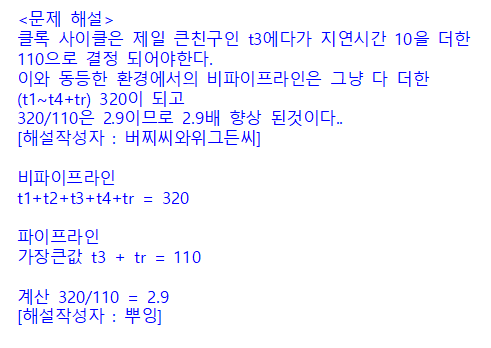 <문제 해설>
클록 사이클은 제일 큰친구인 t3에다가 지연시간 10을 더한
110으로 결정 되어야한다.
이와 동등한 환경에서의 비파이프라인은 그냥 다 더한
(t1~t4+tr) 320이 되고
320/110은 2.9이므로 2.9배 향상 된것이다..
[해설작성자 : 버찌씨와위그든씨]
비파이프라인
t1+t2+t3+t4+tr = 320
파이프라인
가장큰값 t3 + tr = 110
계산 320/110 = 2.9
[해설작성자 : 뿌잉]